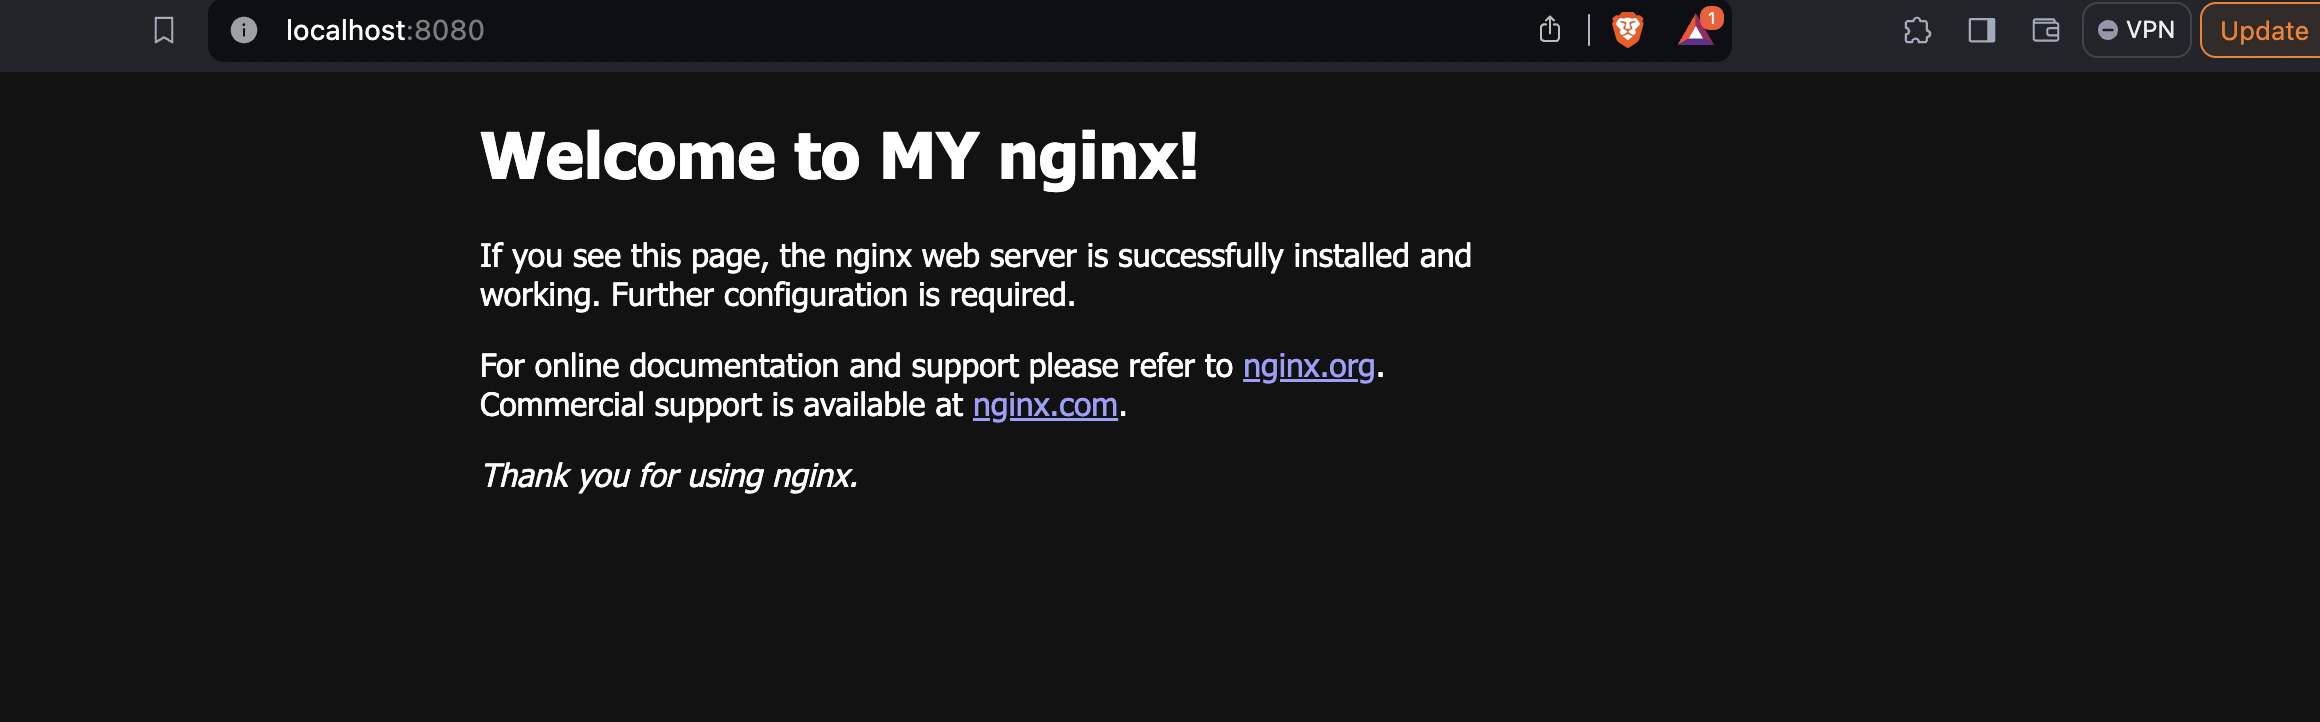 localhost:8080
1
VPN
Update
Welcome to MY nginx!
If you see this page, the nginx web server is successfully installed and
working. Further configuration is required.
For online documentation and support please refer to nginx.org.
Commercial support is available at nginx.com.
Thank you for using nginx.